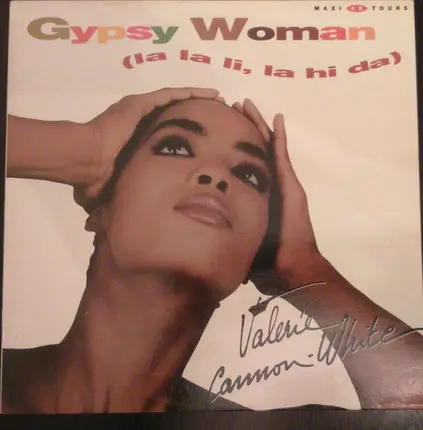 MAXI 45 TOURS
Gypsy Woman
(la la li, la hi da)
Valerie
Cannon-White